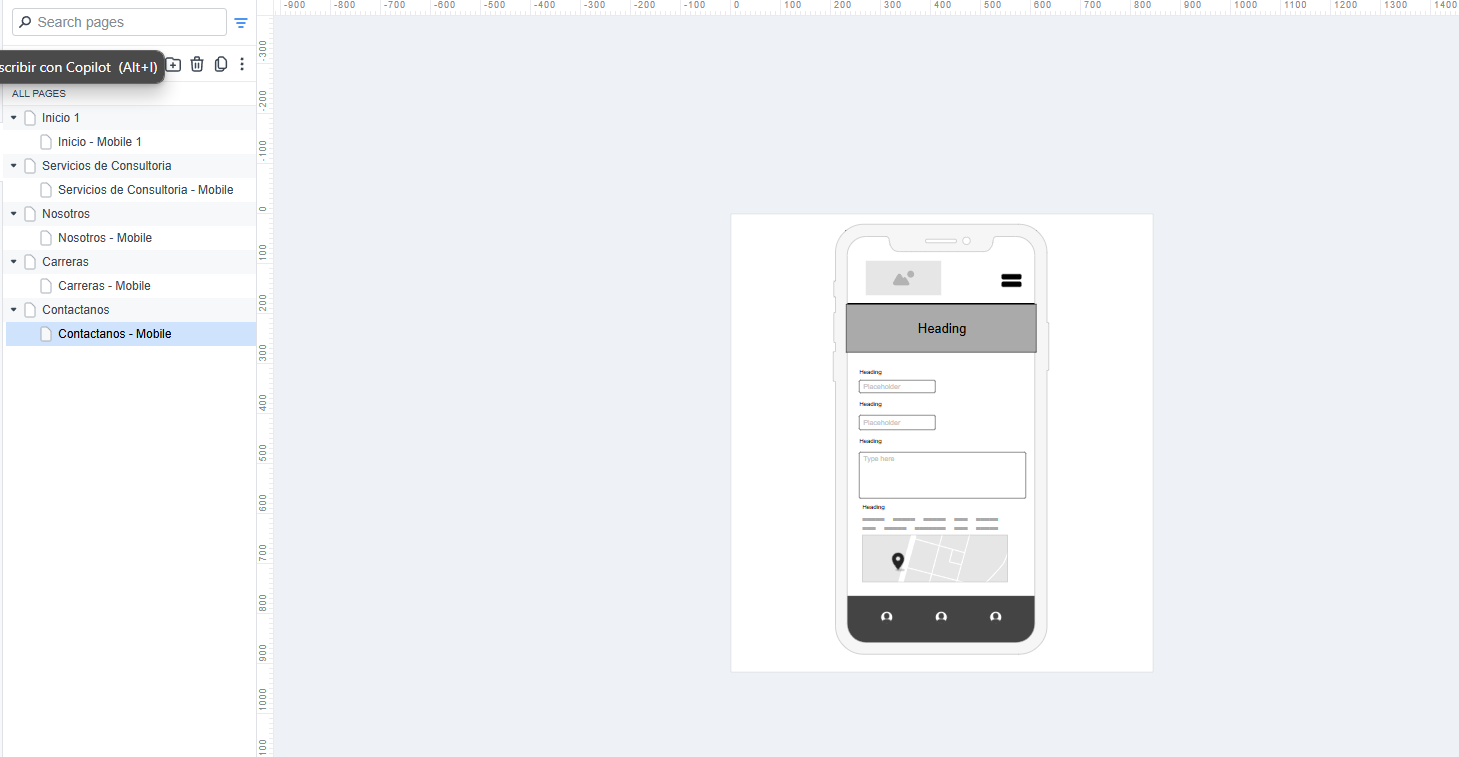 Search pages
scribir con Copilot (Alt+I)
ALL PAGES
Inicio 1
Inicio - Mobile 1
Servicios de Consultoria
Servicios de Consultoria - Mobile
Nosotros
Nosotros - Mobile
Carreras
Carreras - Mobile
Contactanos
Contactanos - Mobile
-900 -800 -700 -600 -500 -400 -300 -200 -100 0 100 200 300 400 500 600 700 800 900 1000 1100 1200 1300 1400
-300
-200
-100
0
100
200
300
400
500
600
700
800
900
1000
100
Heading
Heading
Placeholder
Heading
Placeholder
Heading
Type here
Heading